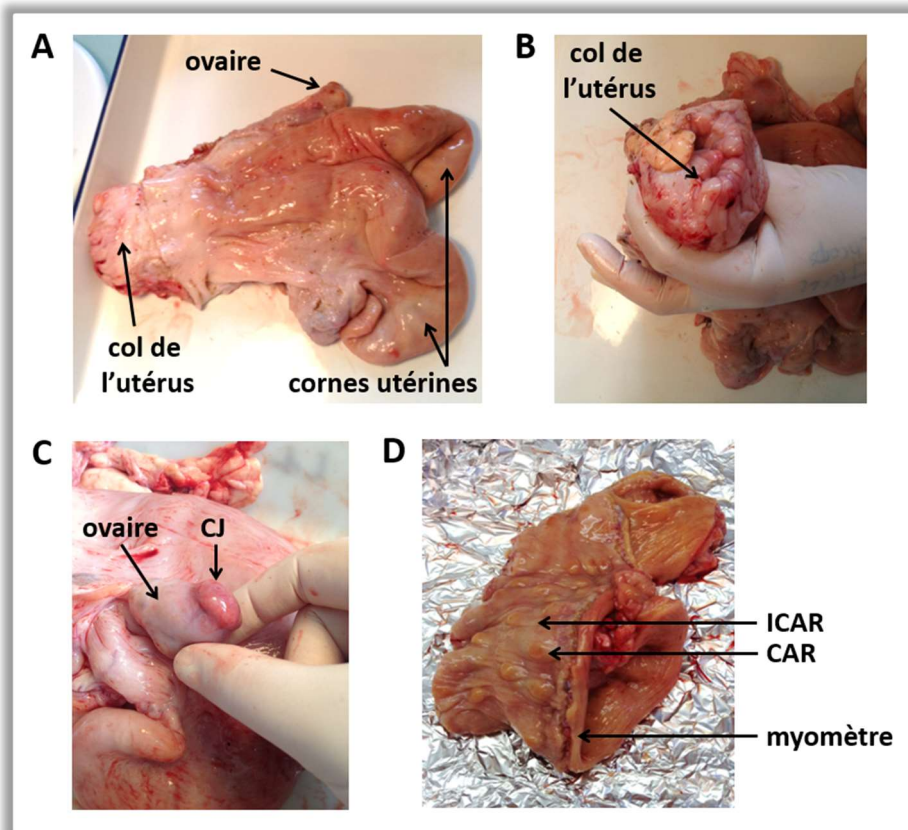 A
ovaire
col de
l’utérus
cornes utérines
B
col de
l’utérus
C
ovaire
CJ
D
ICAR
CAR
myomètre